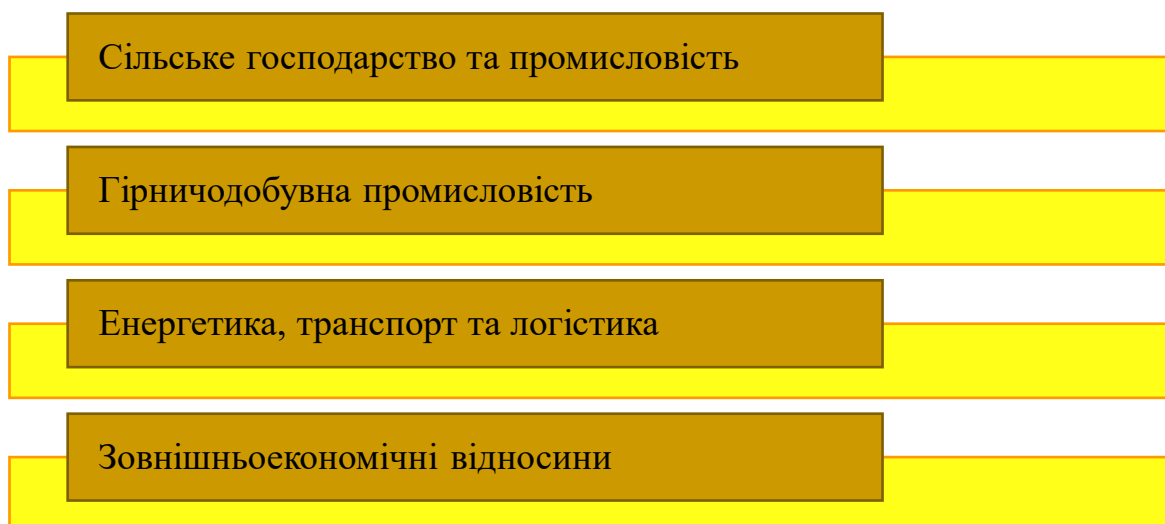 Сільське господарство та промисловість
Гірничодобувна промисловість
Енергетика, транспорт та логістика
Зовнішньоекономічні відносини